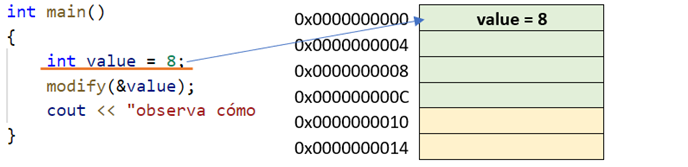 int main()
{
int value = 8;
modify(&value);
cout << "observa cómo
}
0x0000000000
value = 8
0x0000000004
0x0000000008
0x000000000C
0x0000000010
0x0000000014